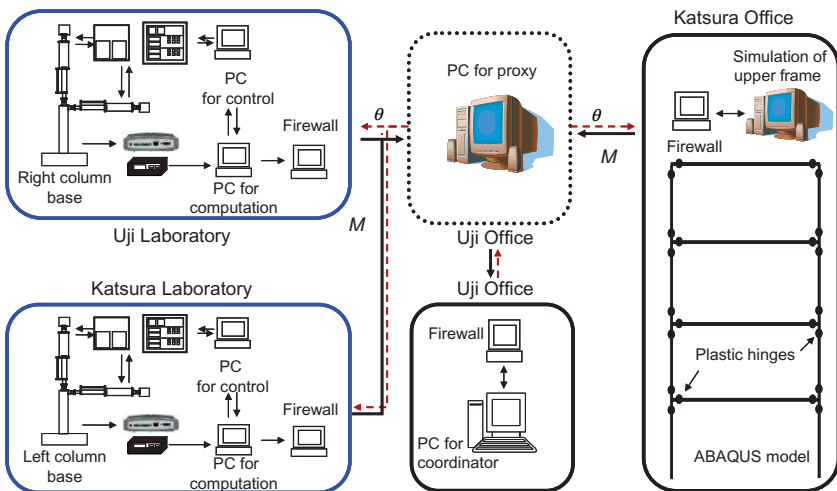 Katsura Office
PC for proxy
Simulation of
upper frame
PC
for control
θ
θ
Firewall
M
Firewall
Right column
base
PC for
computation
M
Uji Laboratory
Uji Office
Katsura Laboratory
Uji Office
Firewall
PC
for control
Plastic hinges
Firewall
PC for
coordinator
Left column
base
PC for
computation
ABAQUS model